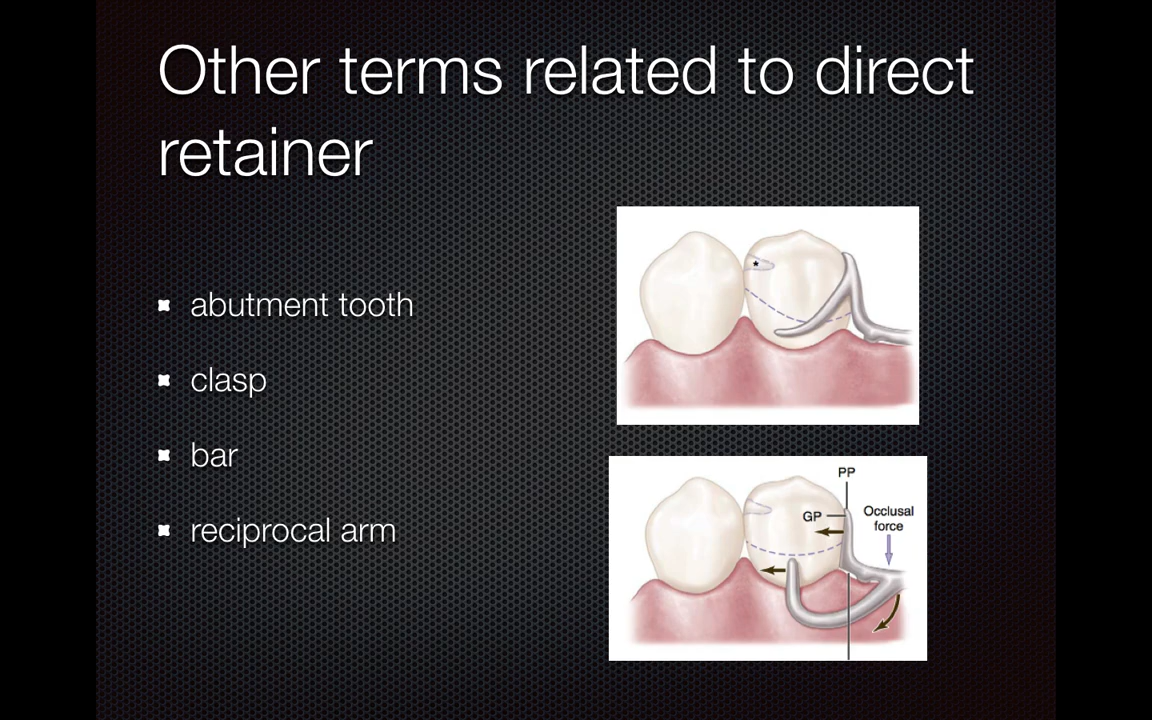 Other terms related to direct
retainer
abutment tooth
clasp
bar
reciprocal arm
*
PP
GP
Occlusal
force